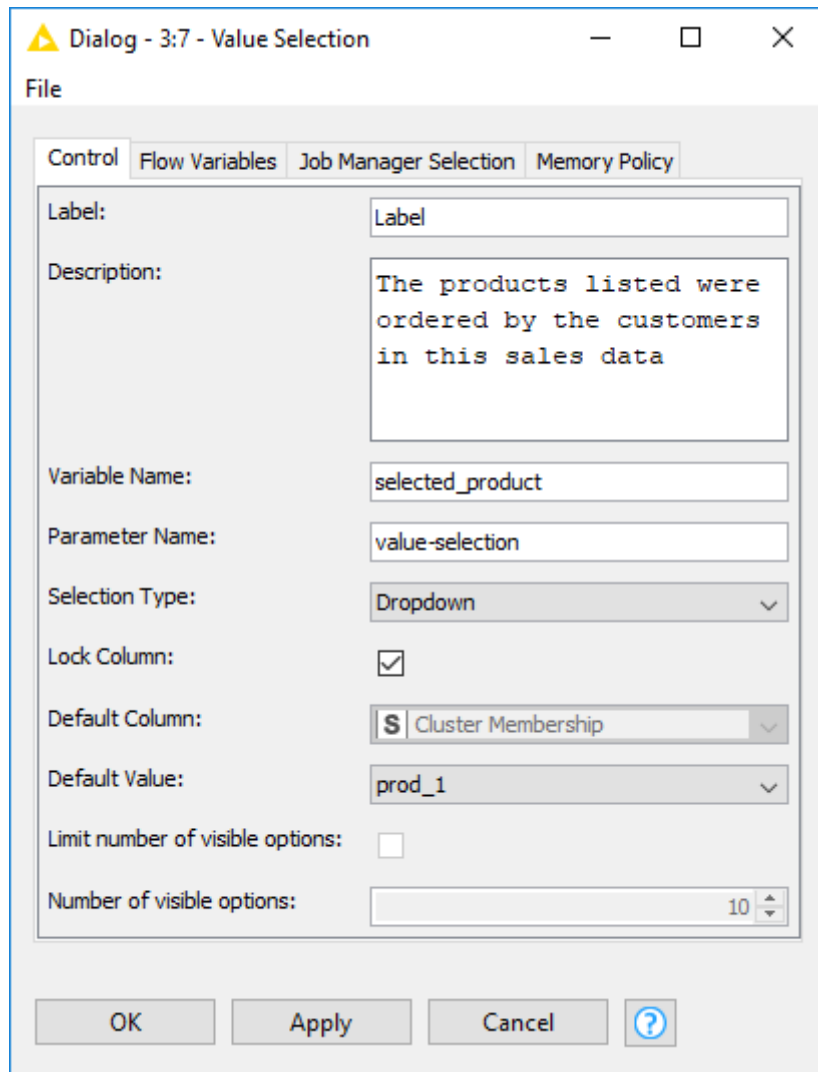 Dialog - 3:7 - Value Selection
File
Control Flow Variables Job Manager Selection Memory Policy
Label: Label
Description: The products listed were
ordered by the customers
in this sales data
Variable Name: selected_product
Parameter Name: value-selection
Selection Type: Dropdown
Lock Column:
Default Column: S Cluster Membership
Default Value: prod_1
Limit number of visible options:
Number of visible options: 10
OK Apply Cancel ?